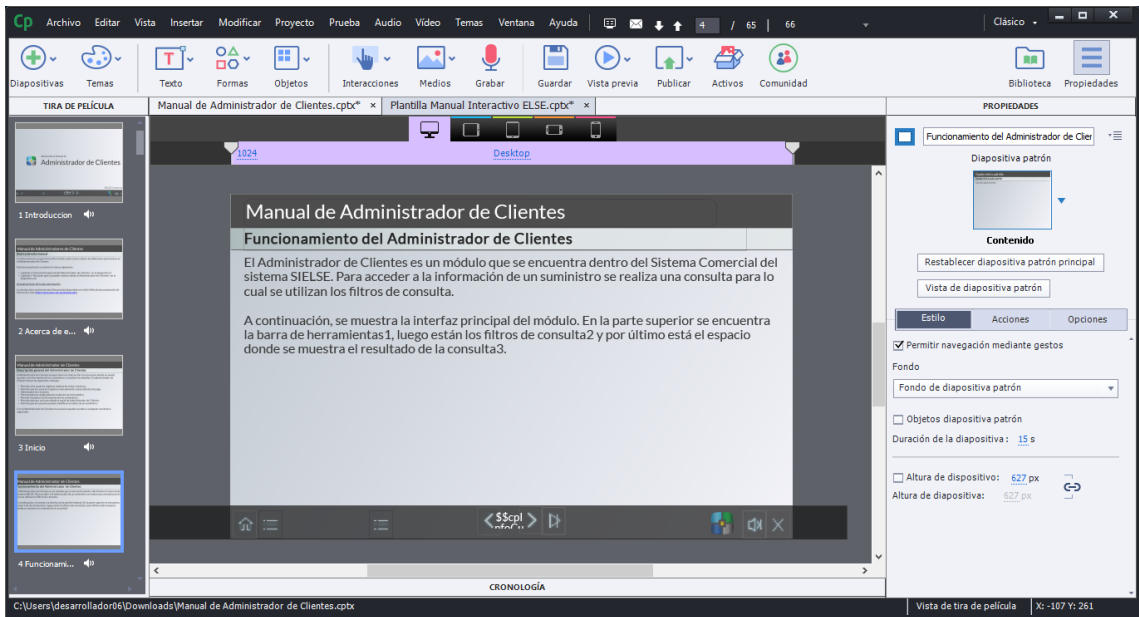 Cp Archivo Editar Vista Insertar Modificar Proyecto Prueba Audio Vídeo Temas Ventana Ayuda 4 / 65 | 66 Clásico
Diapositivas Temas Texto Formas Objetos Interacciones Medios Grabar Guardar Vista previa Publicar Activos Comunidad Biblioteca Propiedades
TIRA DE PELÍCULA
Manual de Administrador de Clientes.cptx* × Plantilla Manual Interactivo ELSE.cptx* ×
PROPIEDADES
1024 Desktop
Administrador de Clientes
1 Introduccion
2 Acerca de e...
3 Inicio
4 Funcionami...
Manual de Administrador de Clientes
Funcionamiento del Administrador de Clientes
El Administrador de Clientes es un módulo que se encuentra dentro del Sistema Comercial del
sistema SIELSE. Para acceder a la información de un suministro se realiza una consulta para lo
cual se utilizan los filtros de consulta.
A continuación, se muestra la interfaz principal del módulo. En la parte superior se encuentra
la barra de herramientas1, luego están los filtros de consulta2 y por último está el espacio
donde se muestra el resultado de la consulta3.
$$cpI
nfoCu
CRONOLOGÍA
Funcionamiento del Administrador de Clier
Diapositiva patrón
Contenido
Restablecer diapositiva patrón principal
Vista de diapositiva patrón
Estilo Acciones Opciones
Permitir navegación mediante gestos
Fondo
Fondo de diapositiva patrón
Objetos diapositiva patrón
Duración de la diapositiva : 15 s
Altura de dispositivo: 627 px
Altura de diapositiva: 627 px
C:\Users\desarrollador06\Downloads\Manual de Administrador de Clientes.cptx
Vista de tira de película X: -107 Y: 261